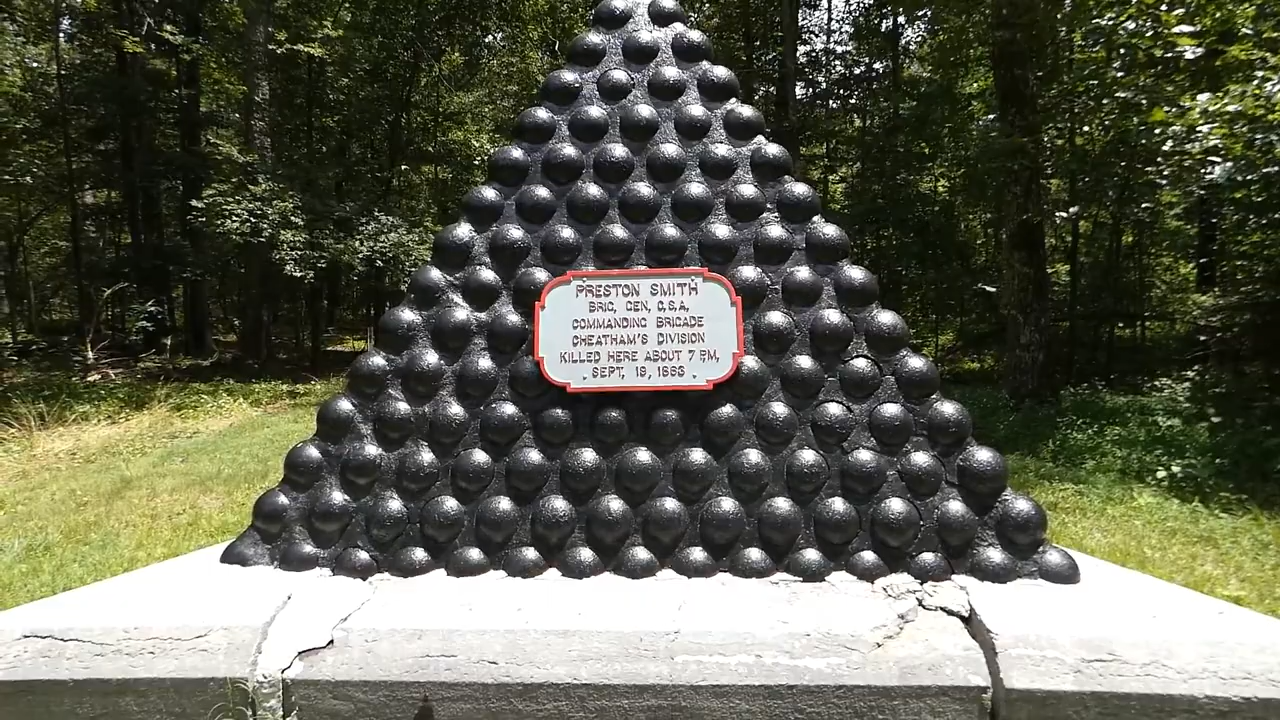 PRESTON SMITH
BRIG. GEN. C.S.A.
COMMANDING BRIGADE
CHEATHAM'S DIVISION
KILLED HERE ABOUT 7 P.M.
SEPT. 19, 1863